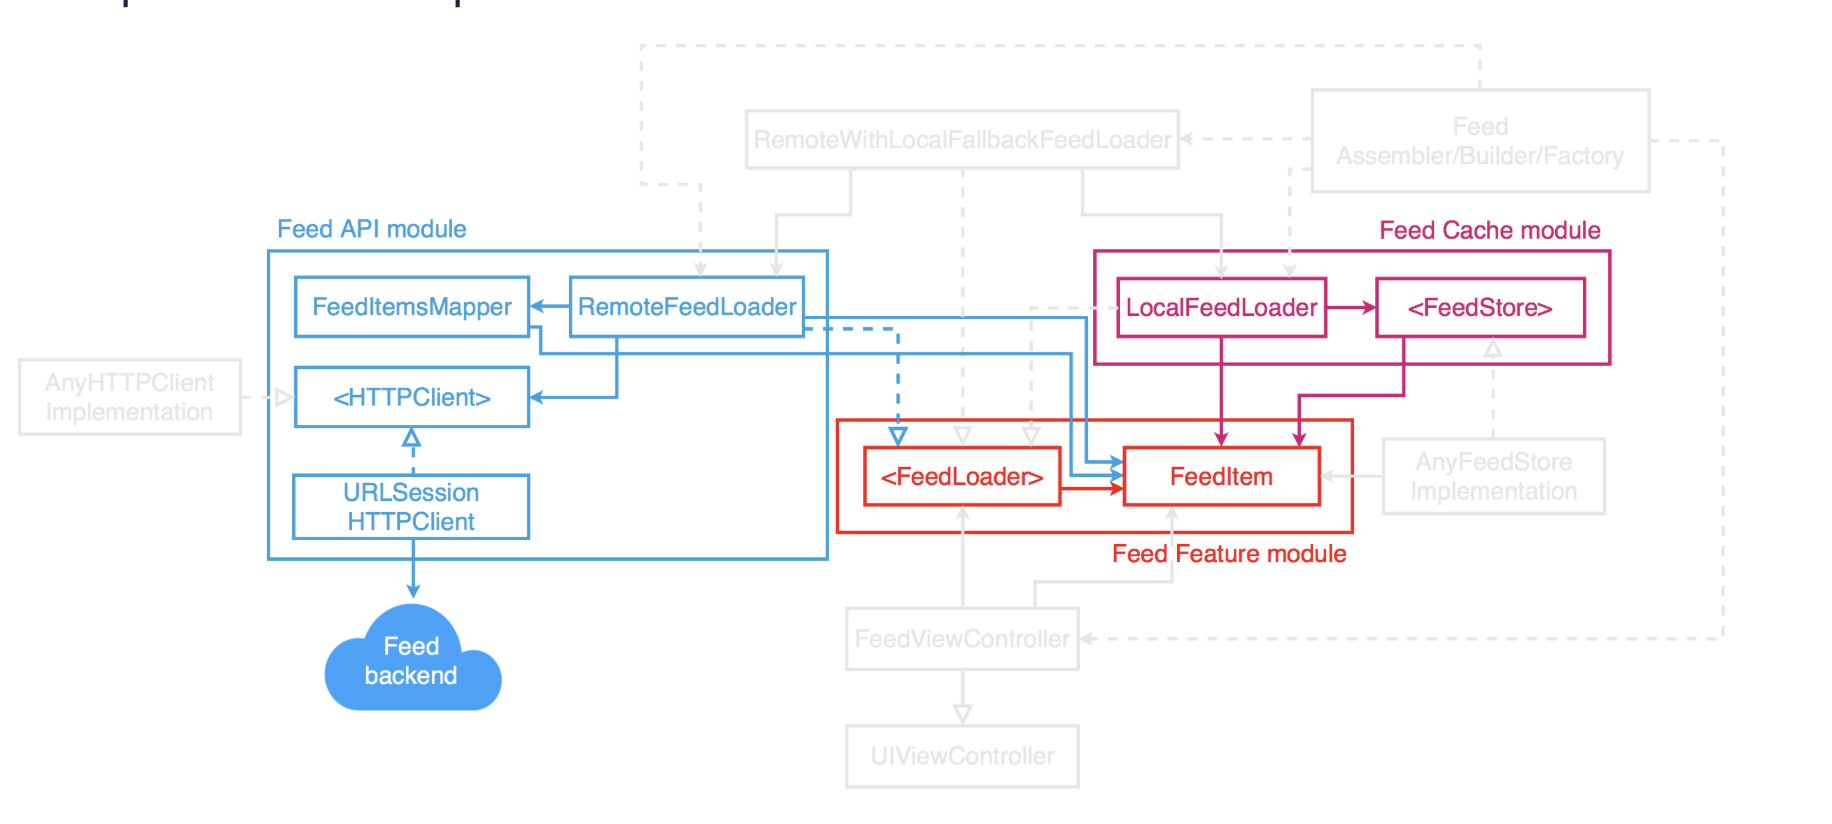 Feed
Assembler/Builder/Factory
RemoteWithLocalFallbackFeedLoader
Feed API module
Feed Cache module
FeedItemsMapper
RemoteFeedLoader
LocalFeedLoader
<FeedStore>
AnyHTTPClient
Implementation
<HTTPClient>
<FeedLoader>
FeedItem
AnyFeedStore
Implementation
URLSession
HTTPClient
Feed Feature module
Feed
backend
FeedViewController
UIViewController